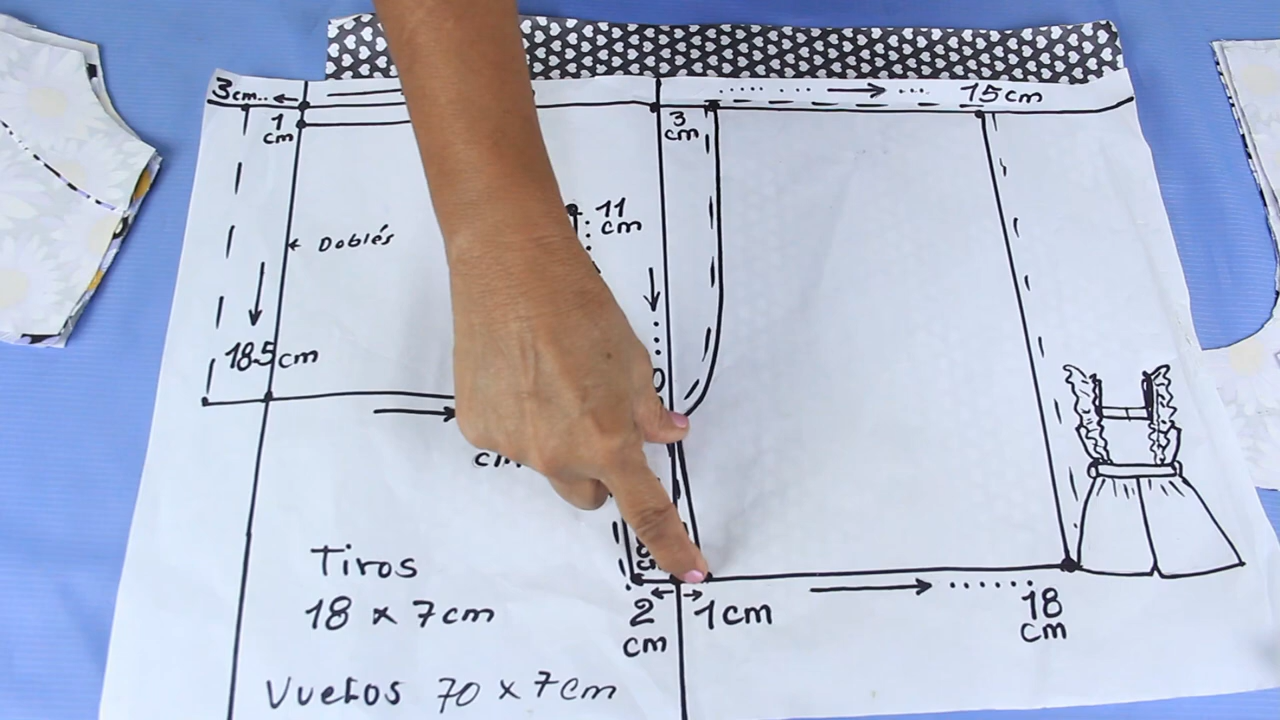 3cm..
15cm
1
cm
3
cm
11
cm
Doblés
18.5cm
cm
Tiros
18 x 7cm
2
cm
1cm
18
cm
Vuelos 70 x 7cm